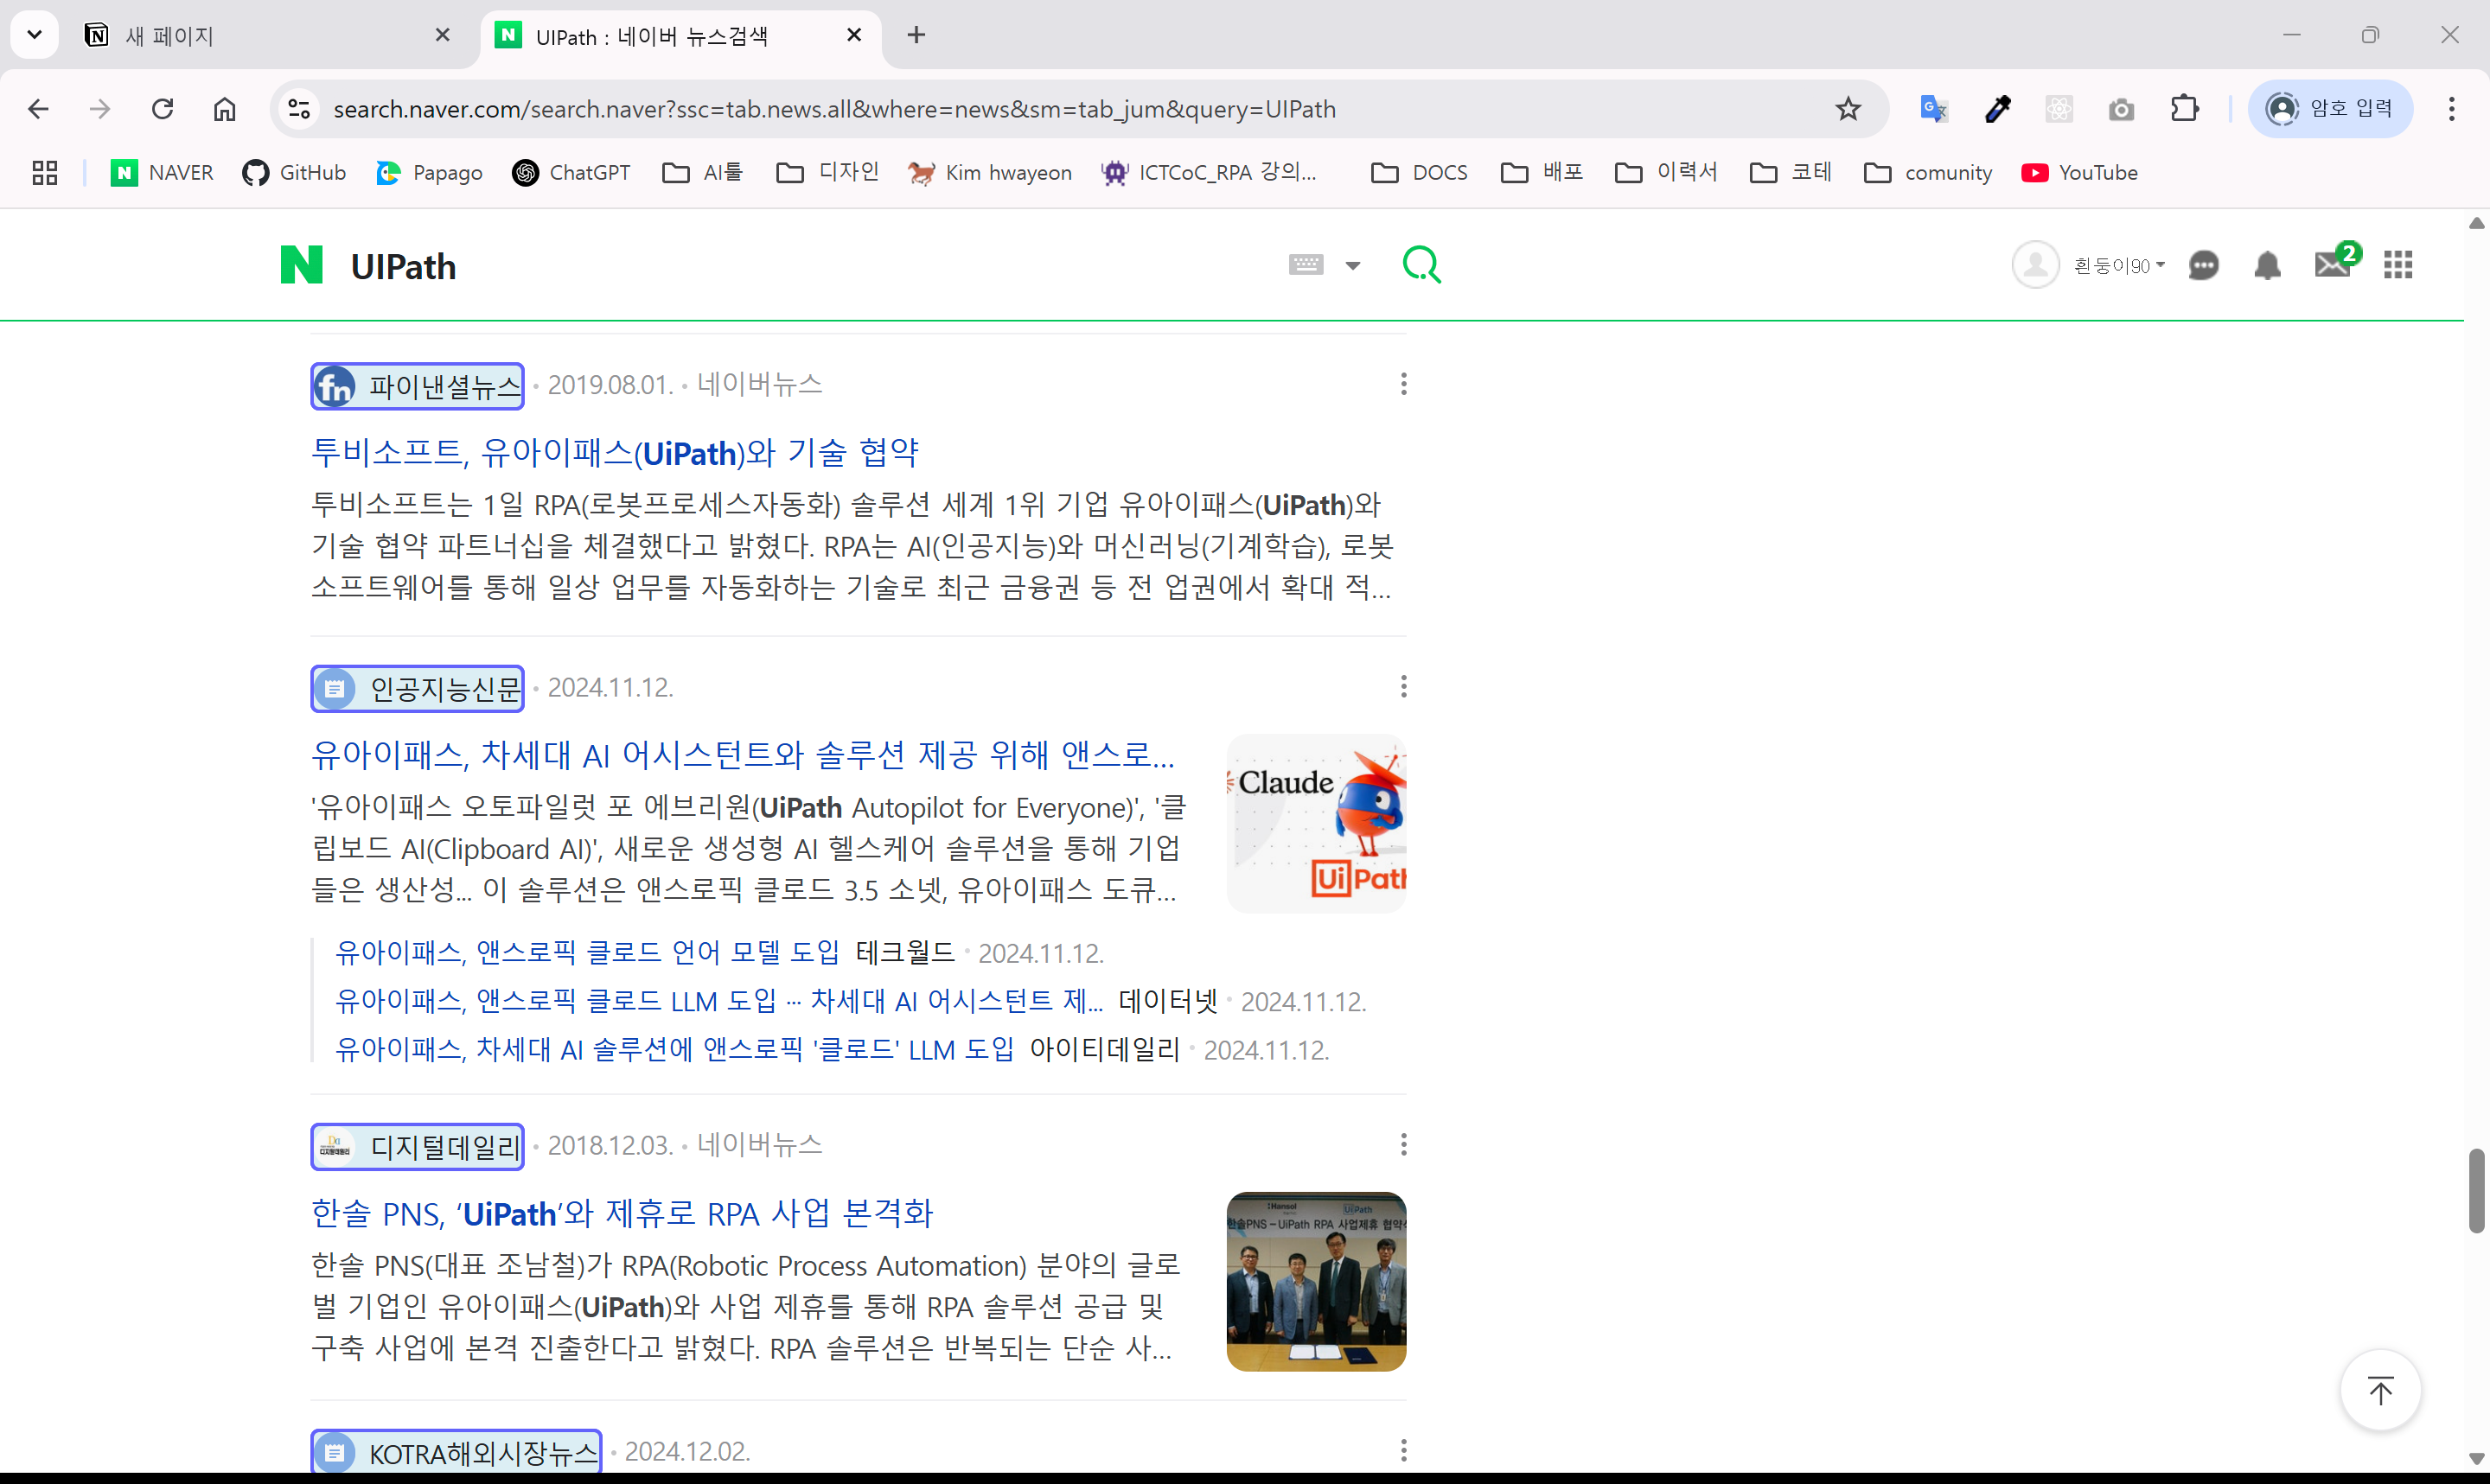 새 페이지
UIPath : 네이버 뉴스검색
search.naver.com/search.naver?ssc=tab.news.all&where=news&sm=tab_jum&query=UIPath
암호 입력
NAVER
GitHub
Papago
ChatGPT
AI툴
디자인
Kim hwayeon
ICTCoC_RPA 강의...
DOCS
배포
이력서
코테
comunity
YouTube
UIPath
흰둥이90
2
fn 파이낸셜뉴스 · 2019.08.01. · 네이버뉴스
투비소프트, 유아이패스(UiPath)와 기술 협약
투비소프트는 1일 RPA(로봇프로세스자동화) 솔루션 세계 1위 기업 유아이패스(UiPath)와
기술 협약 파트너십을 체결했다고 밝혔다. RPA는 AI(인공지능)와 머신러닝(기계학습), 로봇
소프트웨어를 통해 일상 업무를 자동화하는 기술로 최근 금융권 등 전 업권에서 확대 적...
인공지능신문 · 2024.11.12.
유아이패스, 차세대 AI 어시스턴트와 솔루션 제공 위해 앤스로...
'유아이패스 오토파일럿 포 에브리원(UiPath Autopilot for Everyone)', '클
립보드 AI(Clipboard AI)', 새로운 생성형 AI 헬스케어 솔루션을 통해 기업
들은 생산성... 이 솔루션은 앤스로픽 클로드 3.5 소넷, 유아이패스 도큐...
Claude
UiPath
유아이패스, 앤스로픽 클로드 언어 모델 도입 테크월드 · 2024.11.12.
유아이패스, 앤스로픽 클로드 LLM 도입 … 차세대 AI 어시스턴트 제... 데이터넷 · 2024.11.12.
유아이패스, 차세대 AI 솔루션에 앤스로픽 '클로드' LLM 도입 아이티데일리 · 2024.11.12.
디지털데일리 · 2018.12.03. · 네이버뉴스
한솔 PNS, ‘UiPath’와 제휴로 RPA 사업 본격화
한솔 PNS(대표 조남철)가 RPA(Robotic Process Automation) 분야의 글로
벌 기업인 유아이패스(UiPath)와 사업 제휴를 통해 RPA 솔루션 공급 및
구축 사업에 본격 진출한다고 밝혔다. RPA 솔루션은 반복되는 단순 사...
Hansol
UiPath
한솔PNS – UiPath RPA 사업제휴 협약식
KOTRA해외시장뉴스 · 2024.12.02.